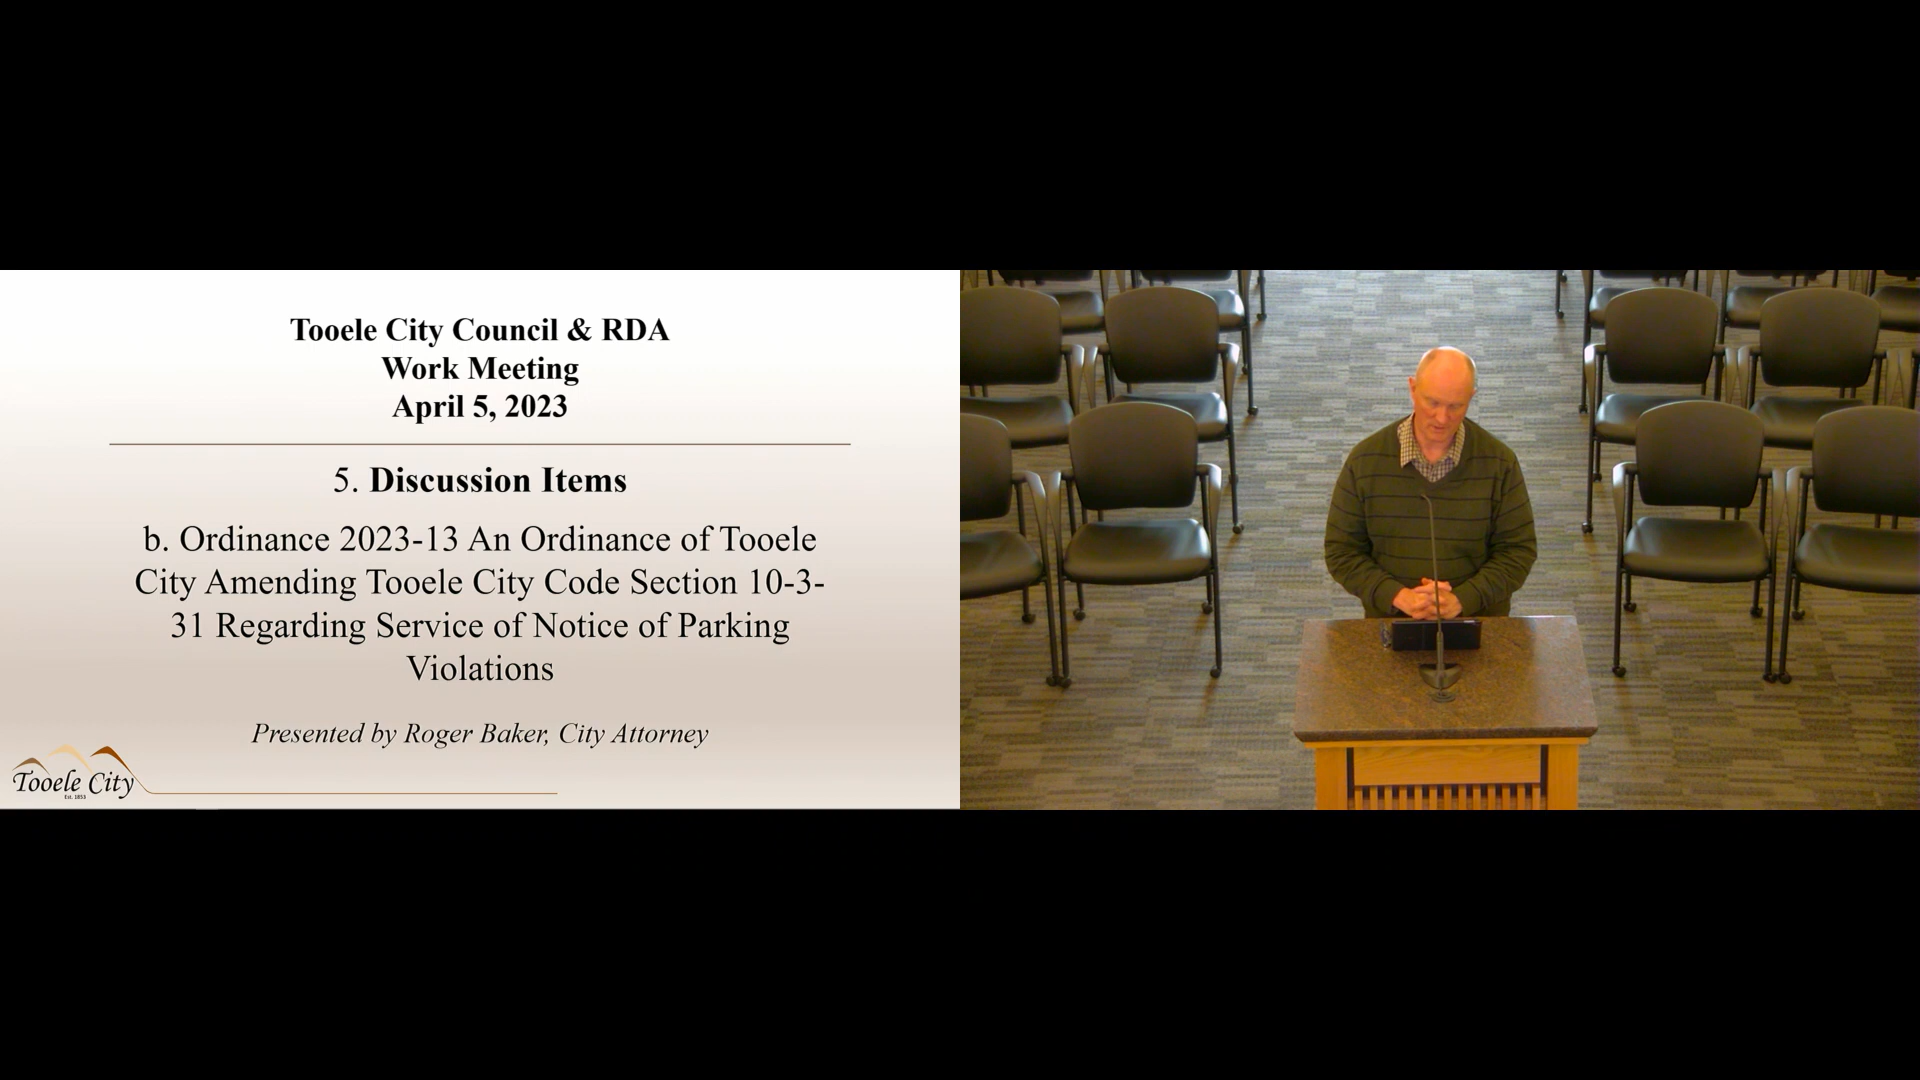 Tooele City Council & RDA
Work Meeting
April 5, 2023
5. Discussion Items
b. Ordinance 2023-13 An Ordinance of Tooele
City Amending Tooele City Code Section 10-3-
31 Regarding Service of Notice of Parking
Violations
Presented by Roger Baker, City Attorney
Tooele City
Est. 1853